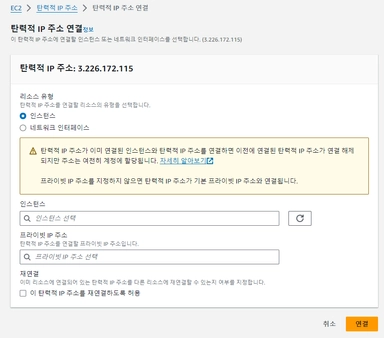 EC2 > 탄력적 IP 주소 > 탄력적 IP 주소 연결
탄력적 IP 주소 연결 정보
이 탄력적 IP 주소에 연결할 인스턴스 또는 네트워크 인터페이스를 선택합니다. (3.226.172.115)
탄력적 IP 주소: 3.226.172.115
리소스 유형
탄력적 IP 주소를 연결할 리소스의 유형을 선택합니다.
인스턴스
네트워크 인터페이스
탄력적 IP 주소가 이미 연결된 인스턴스와 탄력적 IP 주소를 연결하면 이전에 연결된 탄력적 IP 주소가 연결 해제
되지만 주소는 여전히 계정에 할당됩니다. 자세히 알아보기
프라이빗 IP 주소를 지정하지 않으면 탄력적 IP 주소가 기본 프라이빗 IP 주소와 연결됩니다.
인스턴스
인스턴스 선택
프라이빗 IP 주소
탄력적 IP 주소를 연결할 프라이빗 IP 주소입니다.
프라이빗 IP 주소 선택
재연결
이미 리소스에 연결되어 있는 탄력적 IP 주소를 다른 리소스에 재연결할 수 있는지 여부를 지정합니다.
이 탄력적 IP 주소를 재연결하도록 허용
취소 연결